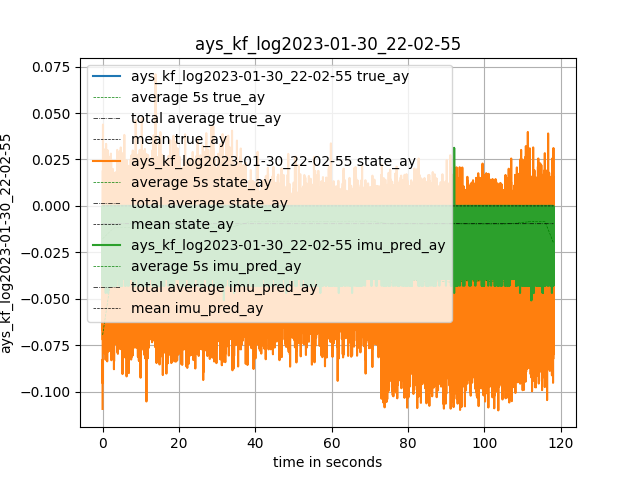 ays_kf_log2023-01-30_22-02-55
ays_kf_log2023-01-30_22-02-55 true_ay
average 5s true_ay
total average true_ay
mean true_ay
ays_kf_log2023-01-30_22-02-55 state_ay
average 5s state_ay
total average state_ay
mean state_ay
ays_kf_log2023-01-30_22-02-55 imu_pred_ay
average 5s imu_pred_ay
total average imu_pred_ay
mean imu_pred_ay
ays_kf_log2023-01-30_22-02-55
0.075
0.050
0.025
0.000
−0.025
−0.050
−0.075
−0.100
0 20 40 60 80 100 120
time in seconds